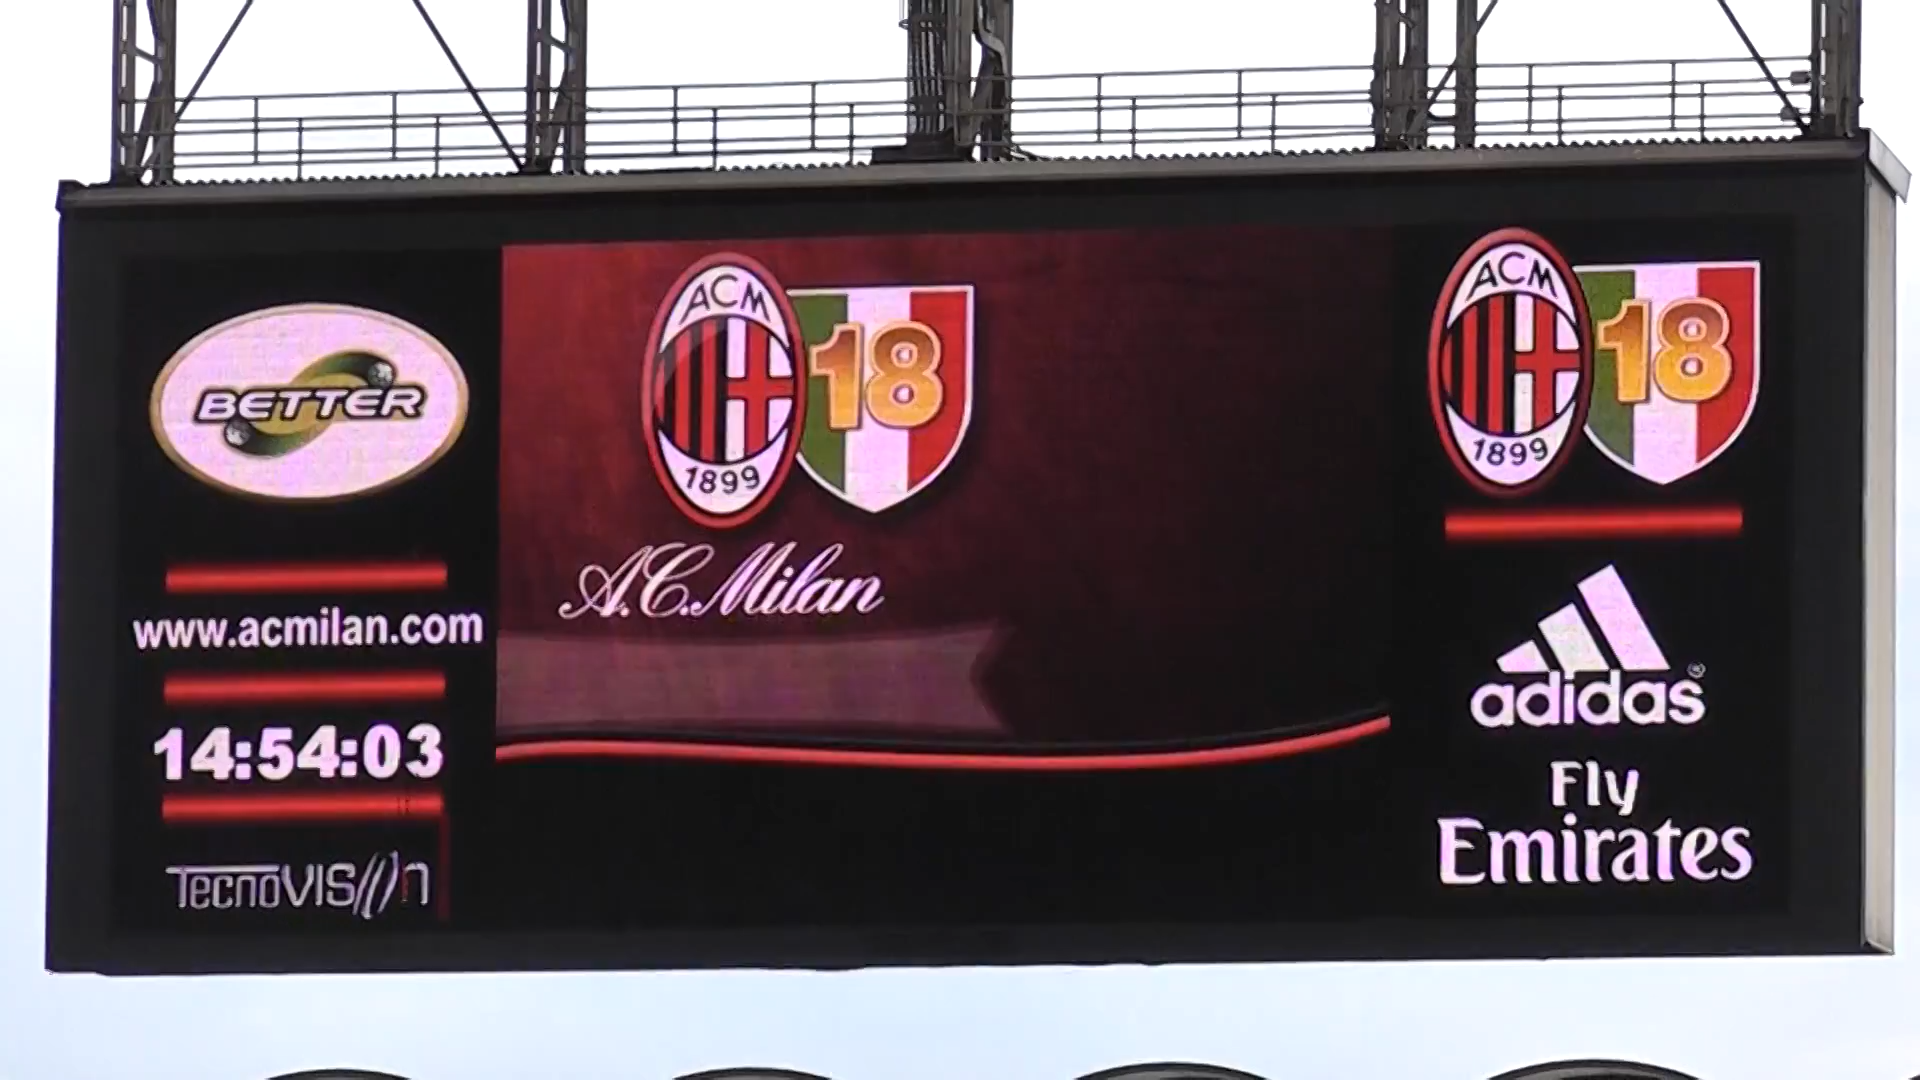 BETTER
www.acmilan.com
14:54:03
TecnoVISION
ACM
18
1899
A.C.Milan
ACM
18
1899
adidas®
Fly
Emirates